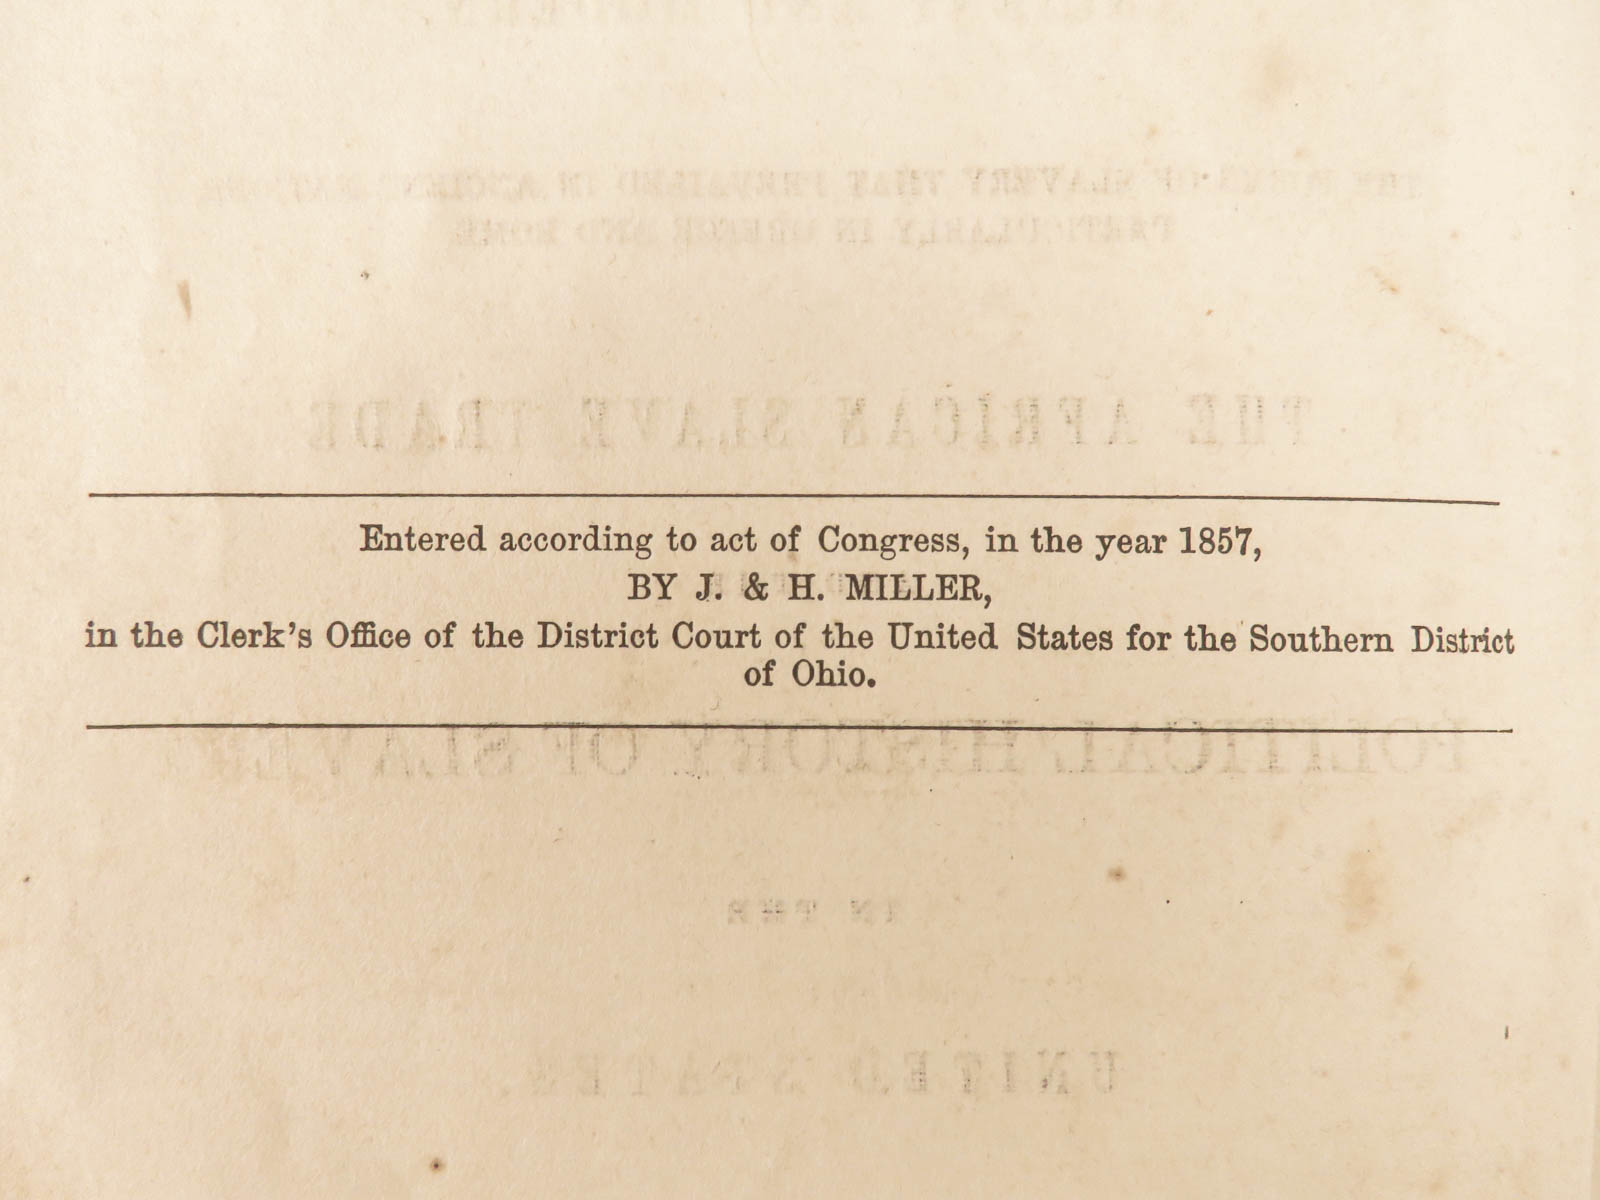 Entered according to act of Congress, in the year 1857,
BY J. & H. MILLER,
in the Clerk's Office of the District Court of the United States for the Southern District
of Ohio.